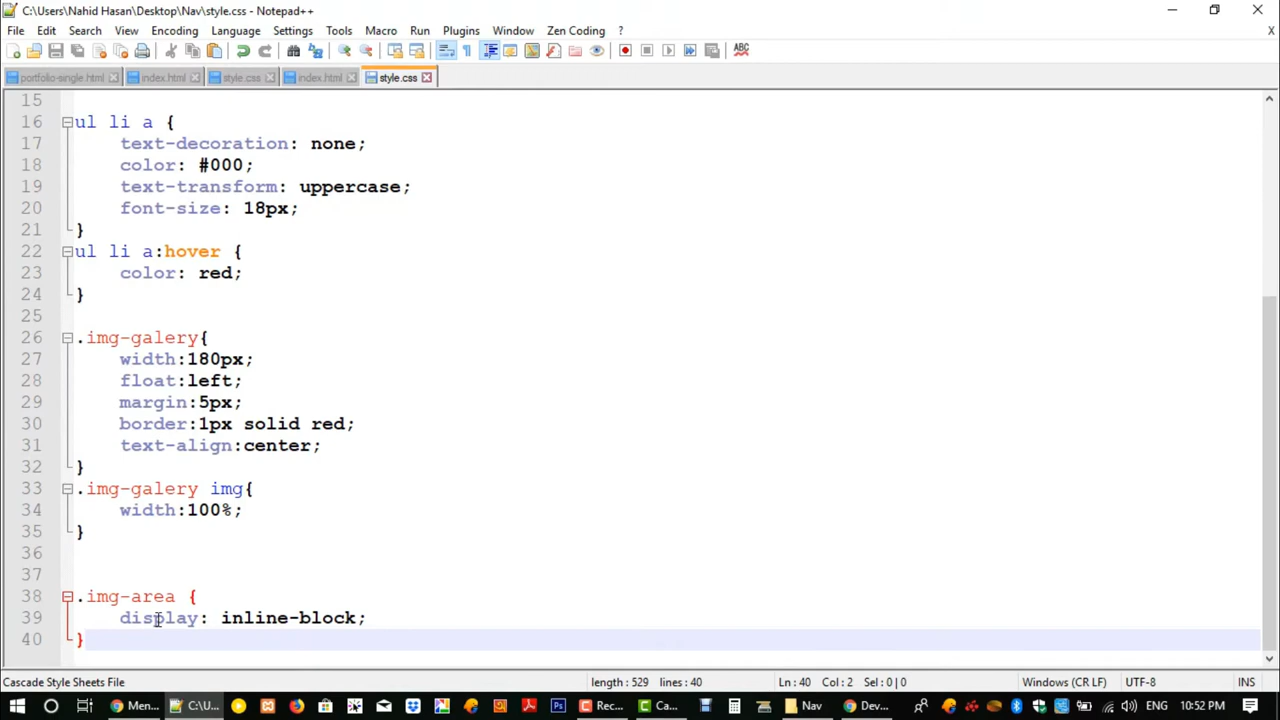 C:\Users\Nahid Hasan\Desktop\Nav\style.css - Notepad++
File Edit Search View Encoding Language Settings Tools Macro Run Plugins Window Zen Coding ? X
portfolio-single.html index.html style.css index.html style.css
15
16 ul li a {
17 text-decoration: none;
18 color: #000;
19 text-transform: uppercase;
20 font-size: 18px;
21 }
22 ul li a:hover {
23 color: red;
24 }
25
26 .img-galery{
27 width:180px;
28 float:left;
29 margin:5px;
30 border:1px solid red;
31 text-align:center;
32 }
33 .img-galery img{
34 width:100%;
35 }
36
37
38 .img-area {
39 display: inline-block;
40 }
Cascade Style Sheets File length : 529 lines : 40 Ln : 40 Col : 2 Sel : 0 | 0 Windows (CR LF) UTF-8 INS
Men... C:\U... Rec... Ca... Nav Dev... ENG 10:52 PM